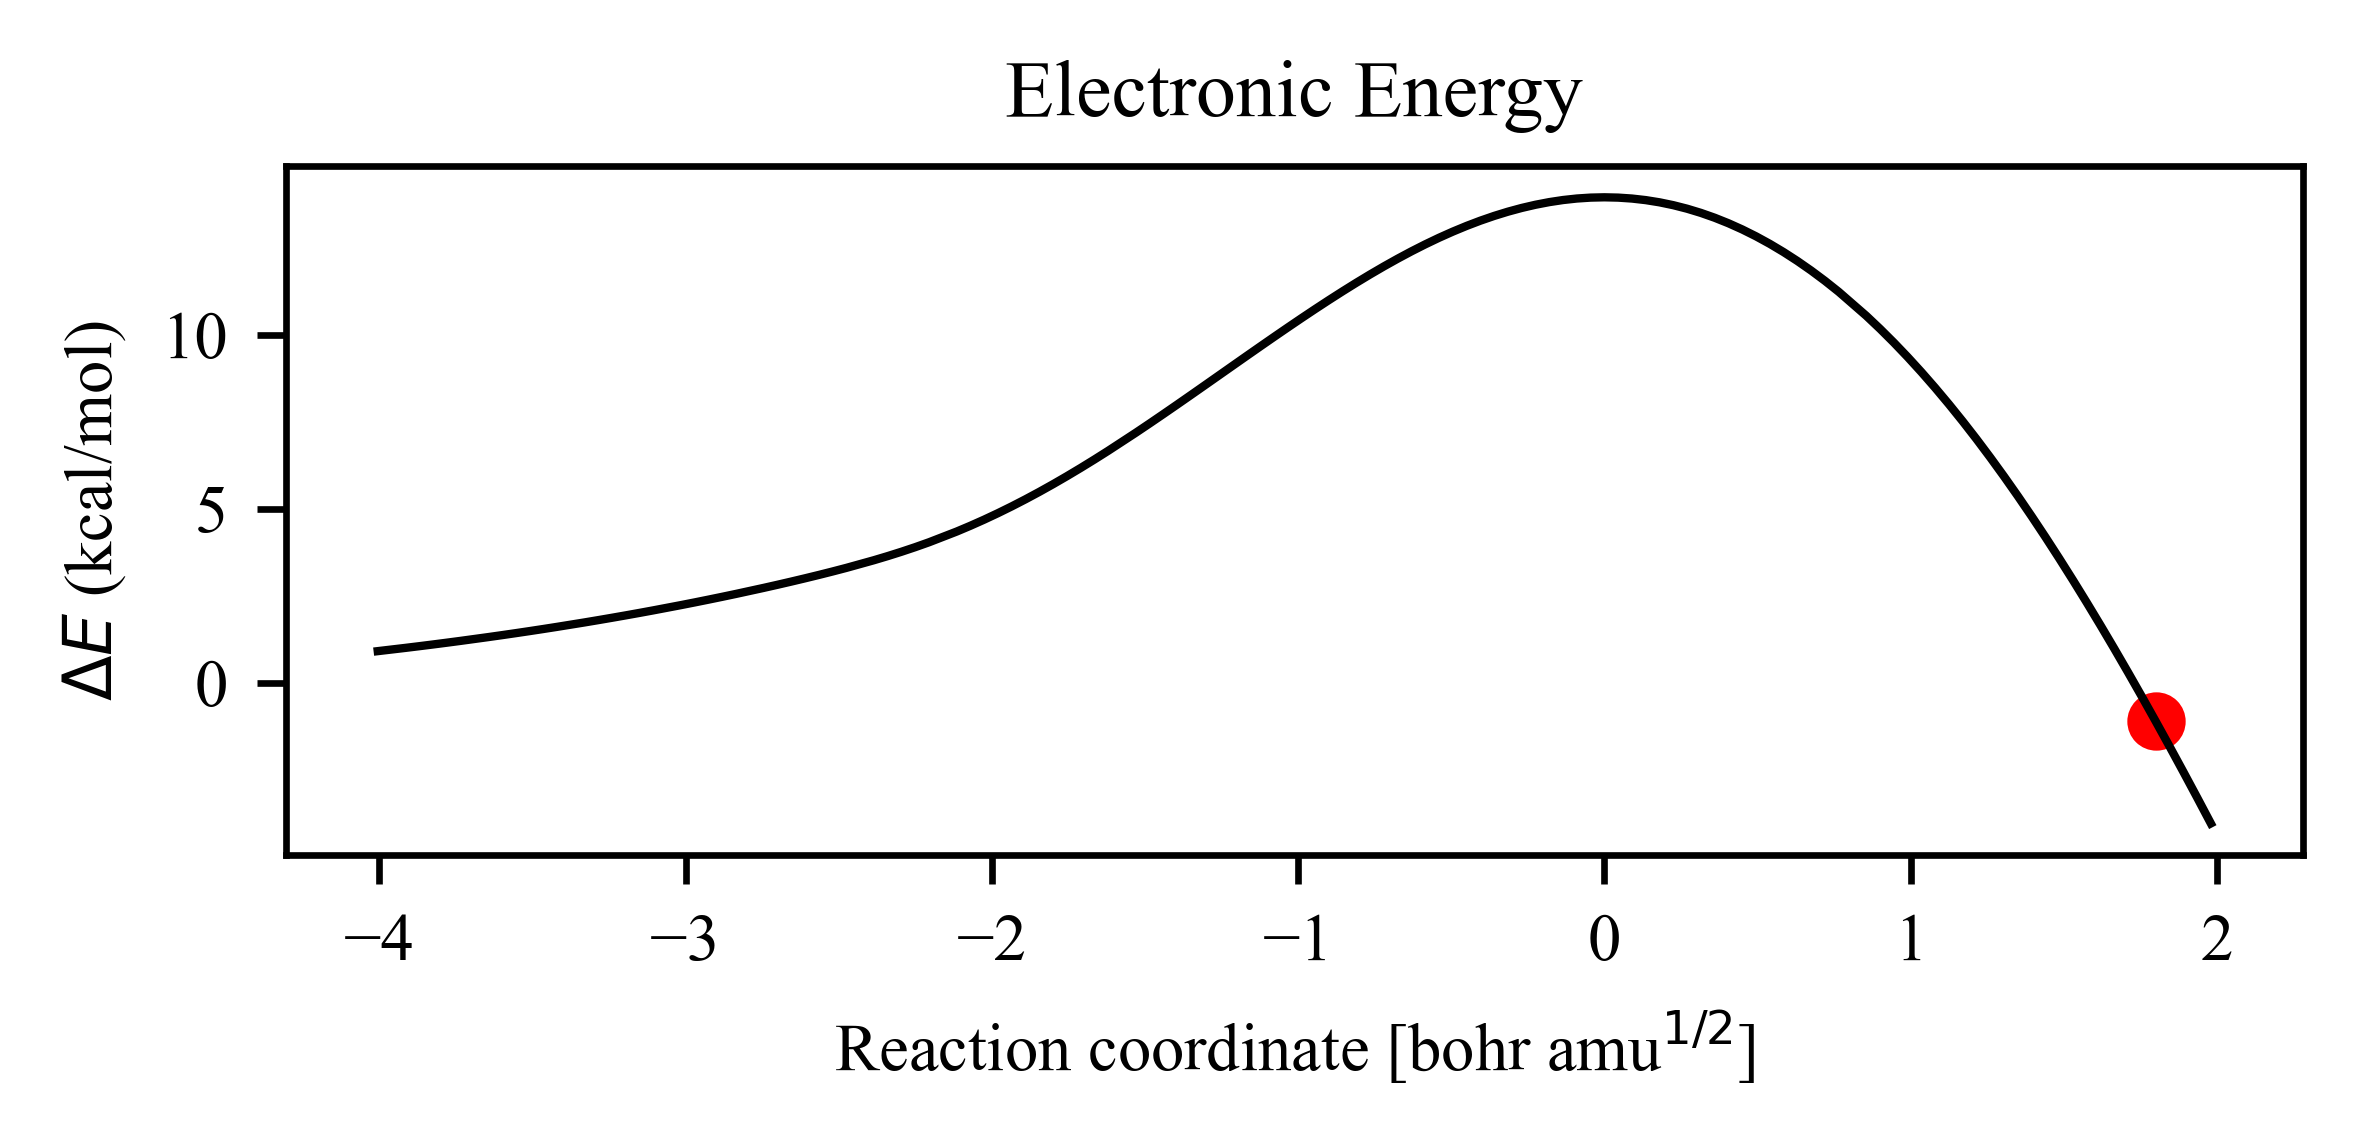 Electronic Energy
ΔE (kcal/mol)
10
5
0
−4 −3 −2 −1 0 1 2
Reaction coordinate [bohr amu^{1/2}]